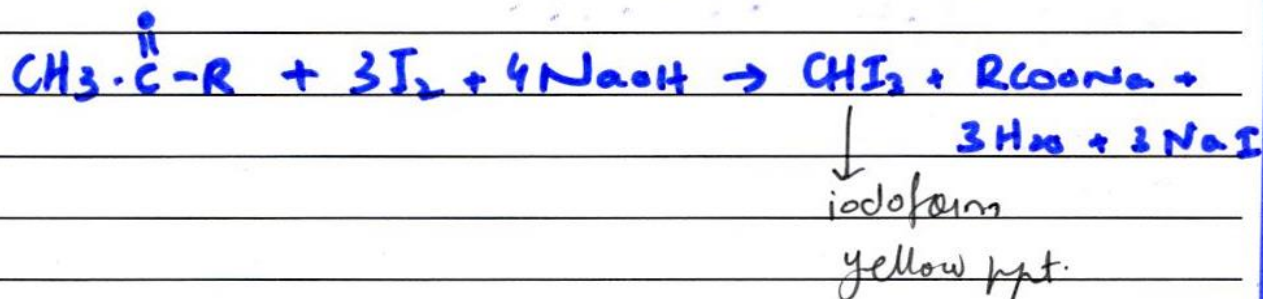 O
||
CH3-C-R + 3I2 + 4NaOH → CHI3 + RCOONa +
↓ 3H2O + 3NaI
iodoform
yellow ppt.